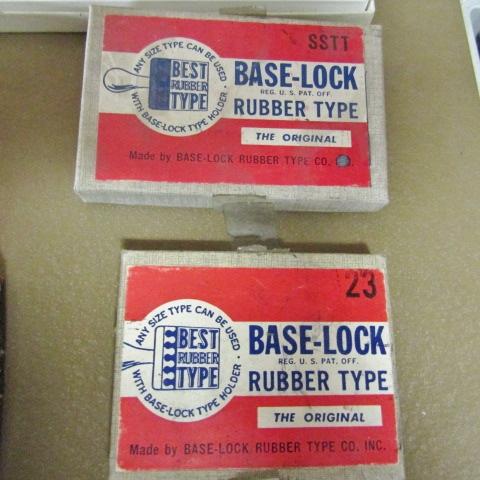 SSTT
ANY SIZE TYPE CAN BE USED
WITH BASE-LOCK TYPE HOLDER
BEST
RUBBER
TYPE
BASE-LOCK
REG. U. S. PAT. OFF.
RUBBER TYPE
THE ORIGINAL
Made by BASE-LOCK RUBBER TYPE CO.
23
ANY SIZE TYPE CAN BE USED
WITH BASE-LOCK TYPE HOLDER
BEST
RUBBER
TYPE
BASE-LOCK
REG. U. S. PAT. OFF.
RUBBER TYPE
THE ORIGINAL
Made by BASE-LOCK RUBBER TYPE CO. INC.